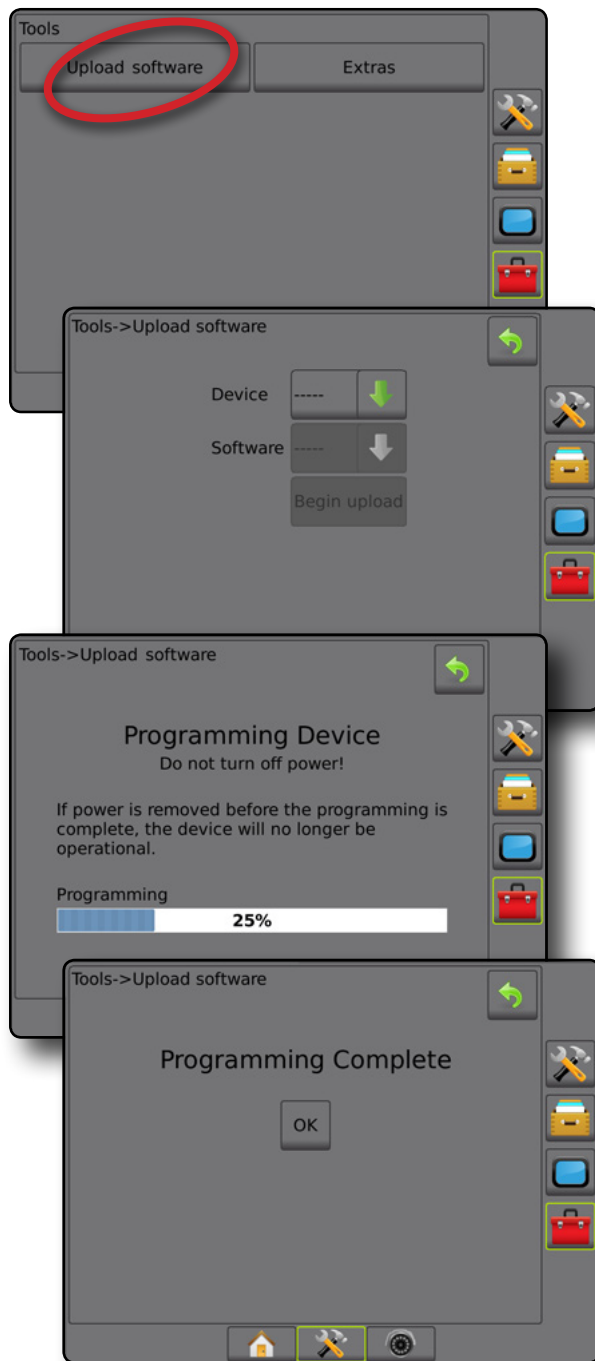 Tools
Upload software
Extras
Tools->Upload software
Device
-----
Software
-----
Begin upload
Tools->Upload software
Programming Device
Do not turn off power!
If power is removed before the programming is
complete, the device will no longer be
operational.
Programming
25%
Tools->Upload software
Programming Complete
OK